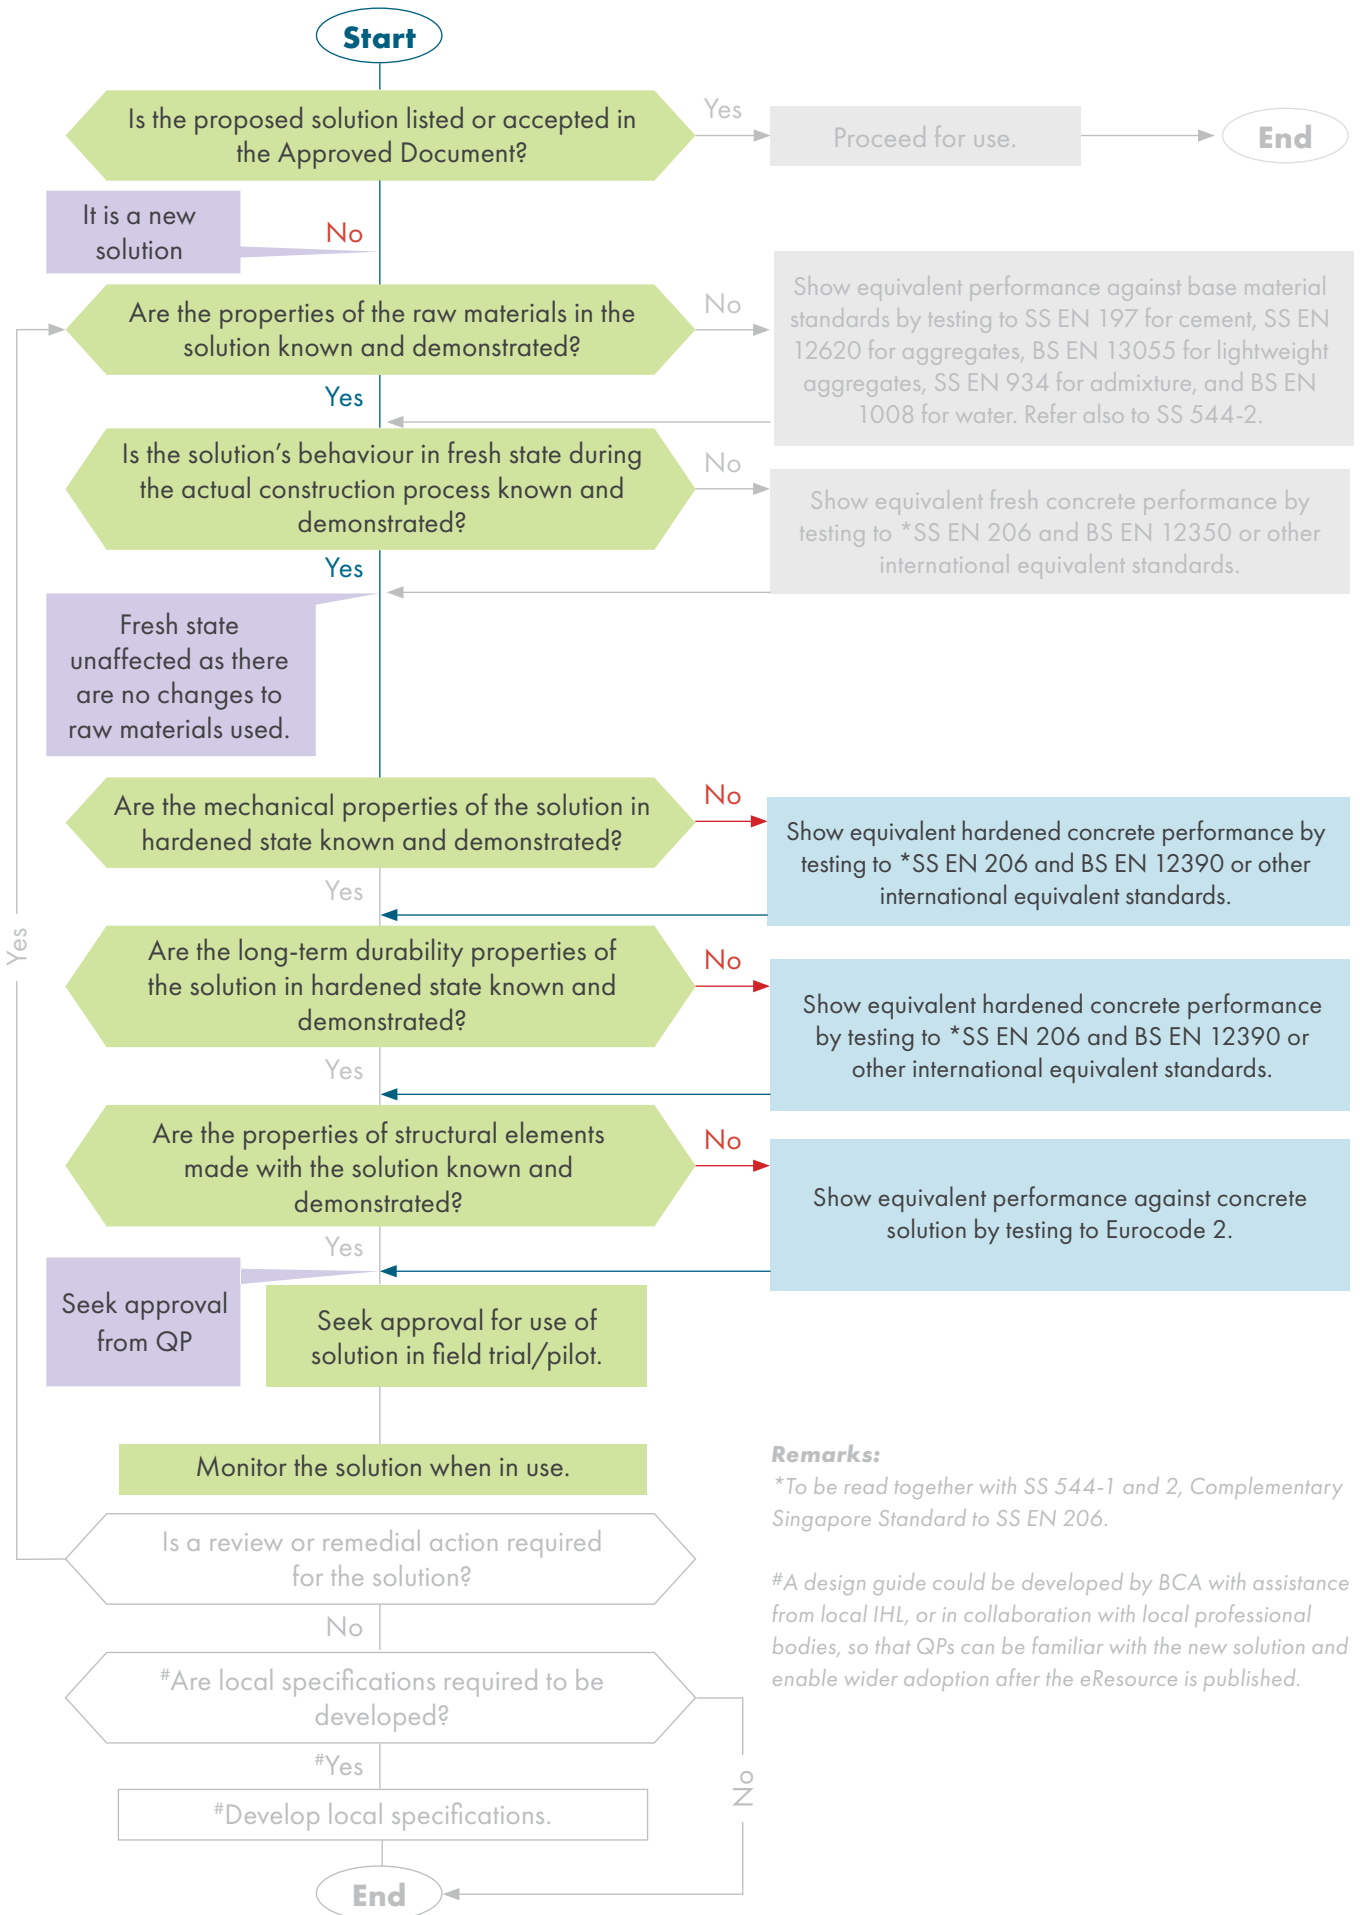 Start
Is the proposed solution listed or accepted in
the Approved Document?
Yes
Proceed for use.
End
It is a new
solution
No
Are the properties of the raw materials in the
solution known and demonstrated?
No
Show equivalent performance against base material
standards by testing to SS EN 197 for cement, SS EN
12620 for aggregates, BS EN 13055 for lightweight
aggregates, SS EN 934 for admixture, and BS EN
1008 for water. Refer also to SS 544-2.
Yes
Is the solution's behaviour in fresh state during
the actual construction process known and
demonstrated?
No
Show equivalent fresh concrete performance by
testing to *SS EN 206 and BS EN 12350 or other
international equivalent standards.
Yes
Fresh state
unaffected as there
are no changes to
raw materials used.
Are the mechanical properties of the solution in
hardened state known and demonstrated?
No
Show equivalent hardened concrete performance by
testing to *SS EN 206 and BS EN 12390 or other
international equivalent standards.
Yes
Yes
Are the long-term durability properties of
the solution in hardened state known and
demonstrated?
No
Show equivalent hardened concrete performance
by testing to *SS EN 206 and BS EN 12390 or
other international equivalent standards.
Yes
Are the properties of structural elements
made with the solution known and
demonstrated?
No
Show equivalent performance against concrete
solution by testing to Eurocode 2.
Yes
Seek approval
from QP
Seek approval for use of
solution in field trial/pilot.
Monitor the solution when in use.
Remarks:
*To be read together with SS 544-1 and 2, Complementary
Singapore Standard to SS EN 206.
#A design guide could be developed by BCA with assistance
from local IHL, or in collaboration with local professional
bodies, so that QPs can be familiar with the new solution and
enable wider adoption after the eResource is published.
Is a review or remedial action required
for the solution?
No
#Are local specifications required to be
developed?
#Yes
No
#Develop local specifications.
End